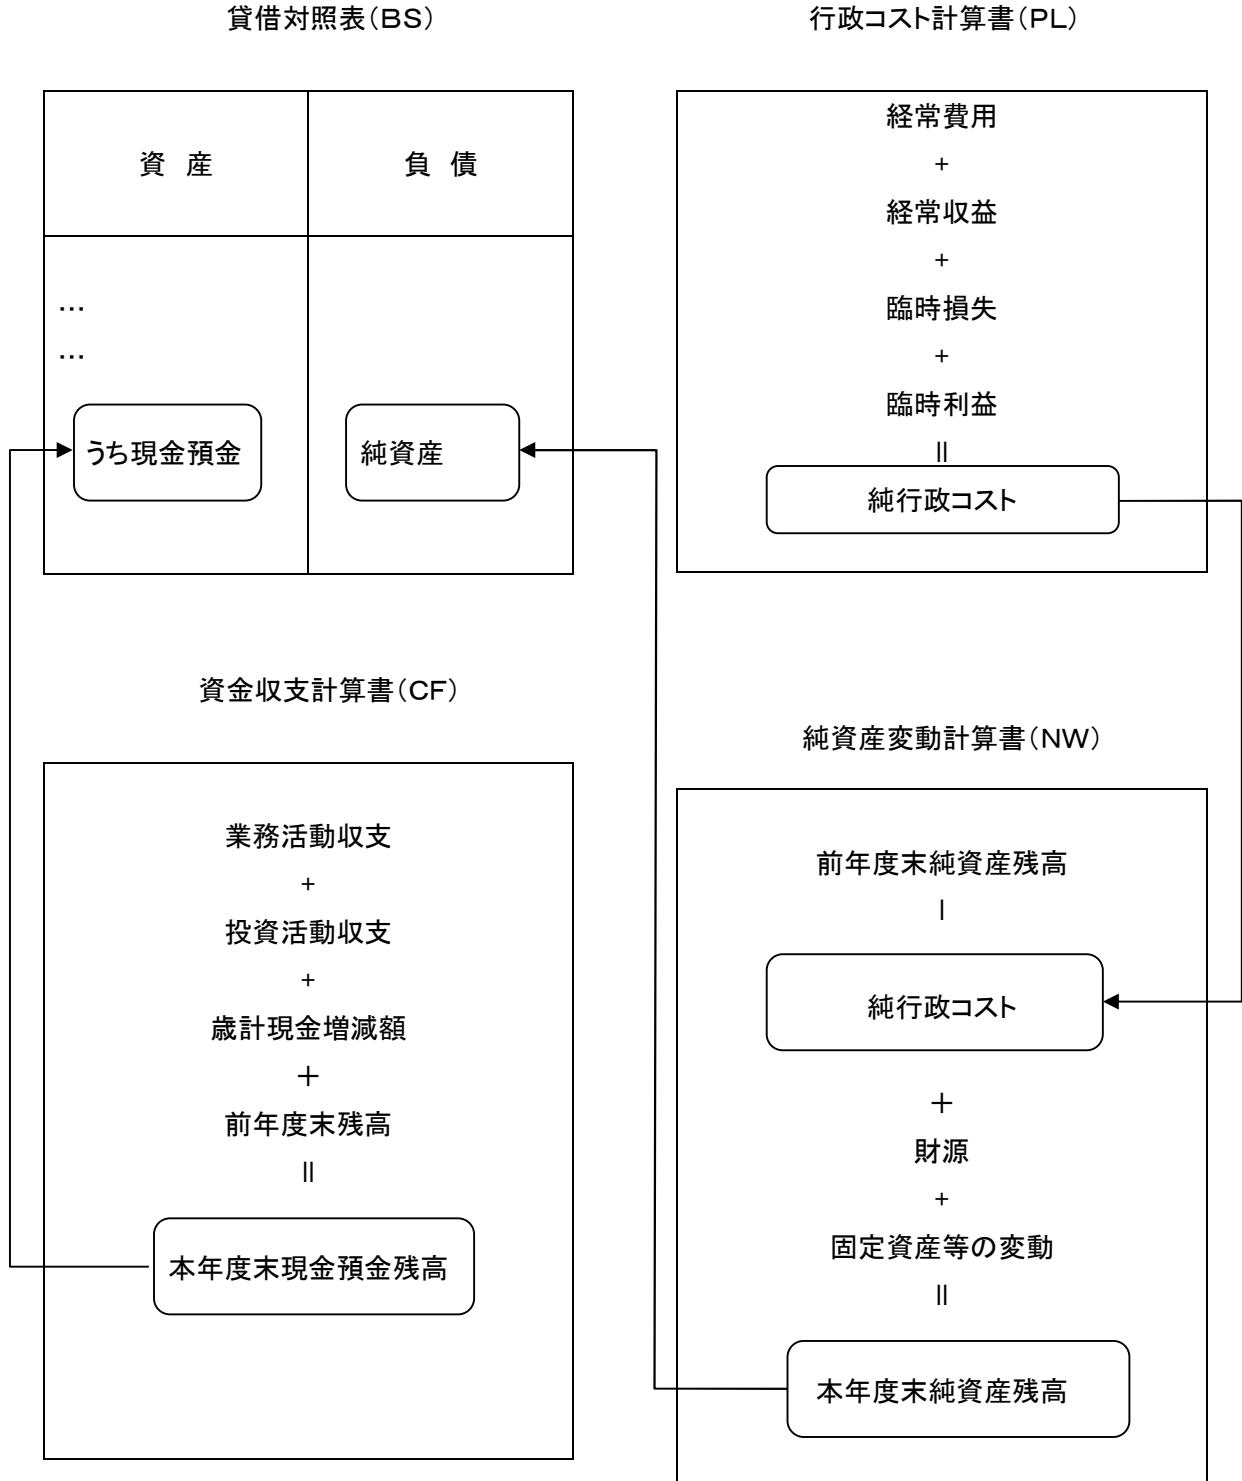 貸借対照表（BS）
資　産
負　債
…
…
うち現金預金
純資産
行政コスト計算書（PL）
経常費用
+
経常収益
+
臨時損失
+
臨時利益
||
純行政コスト
資金収支計算書（CF）
業務活動収支
+
投資活動収支
+
歳計現金増減額
＋
前年度末残高
||
本年度末現金預金残高
純資産変動計算書（NW）
前年度末純資産残高
|
純行政コスト
＋
財源
+
固定資産等の変動
||
本年度末純資産残高